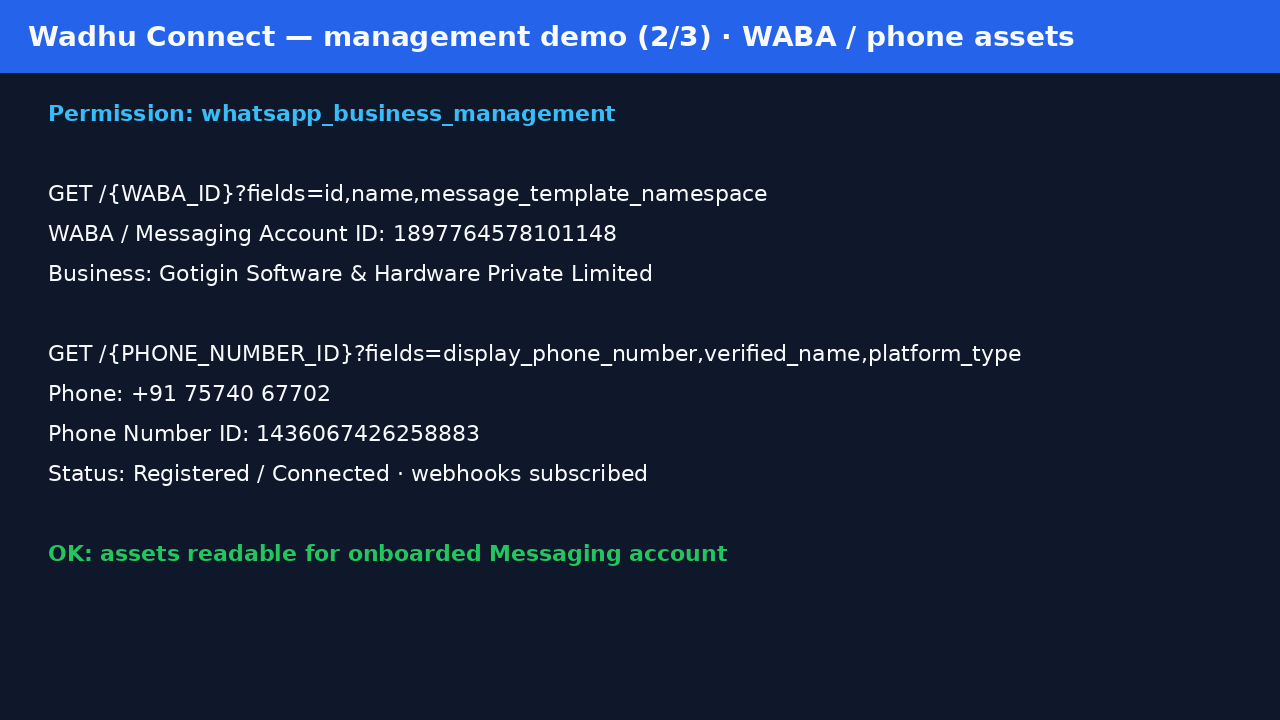 Wadhu Connect — management demo (2/3) · WABA / phone assets
Permission: whatsapp_business_management
GET /{WABA_ID}?fields=id,name,message_template_namespace
WABA / Messaging Account ID: 1897764578101148
Business: Gotigin Software & Hardware Private Limited
GET /{PHONE_NUMBER_ID}?fields=display_phone_number,verified_name,platform_type
Phone: +91 75740 67702
Phone Number ID: 1436067426258883
Status: Registered / Connected · webhooks subscribed
OK: assets readable for onboarded Messaging account